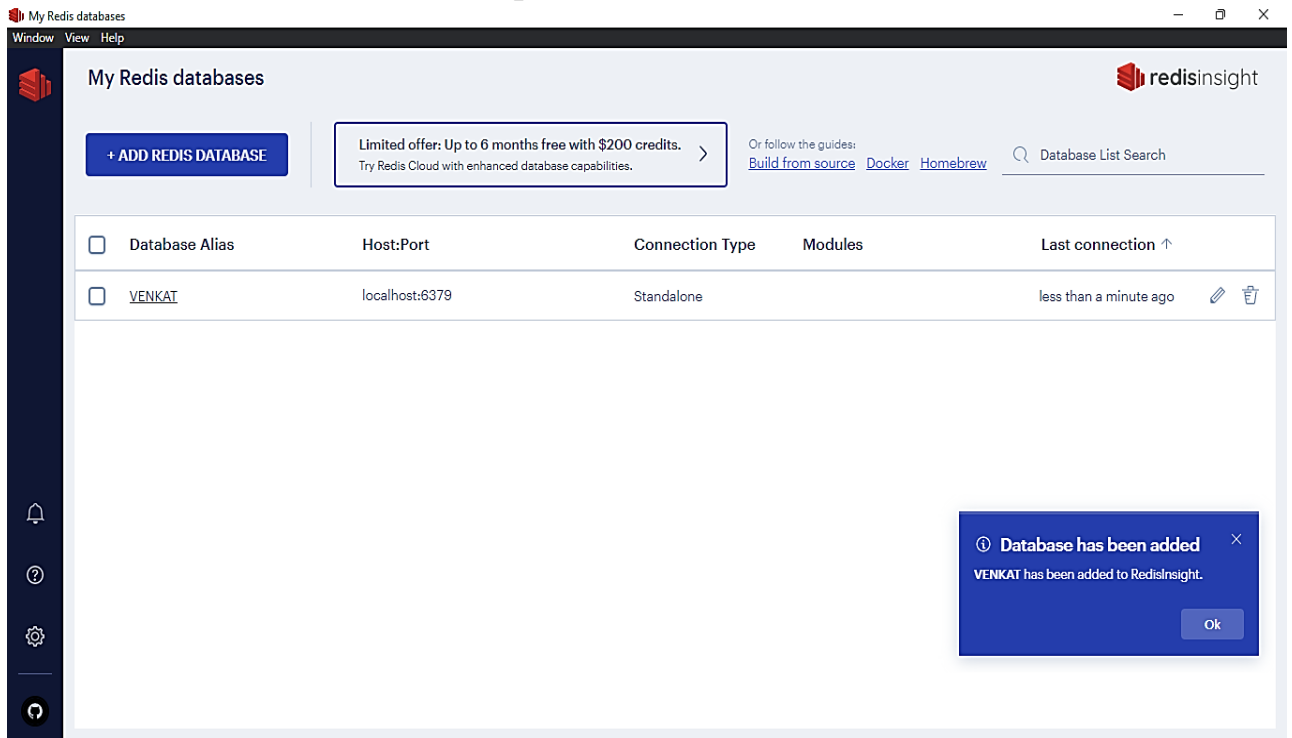 My Redis databases
Window View Help
My Redis databases
redisinsight
+ ADD REDIS DATABASE
Limited offer: Up to 6 months free with $200 credits.
Try Redis Cloud with enhanced database capabilities.
Or follow the guides:
Build from source Docker Homebrew
Database List Search
Database Alias Host:Port Connection Type Modules Last connection ↑
VENKAT localhost:6379 Standalone less than a minute ago
Database has been added
VENKAT has been added to RedisInsight.
Ok